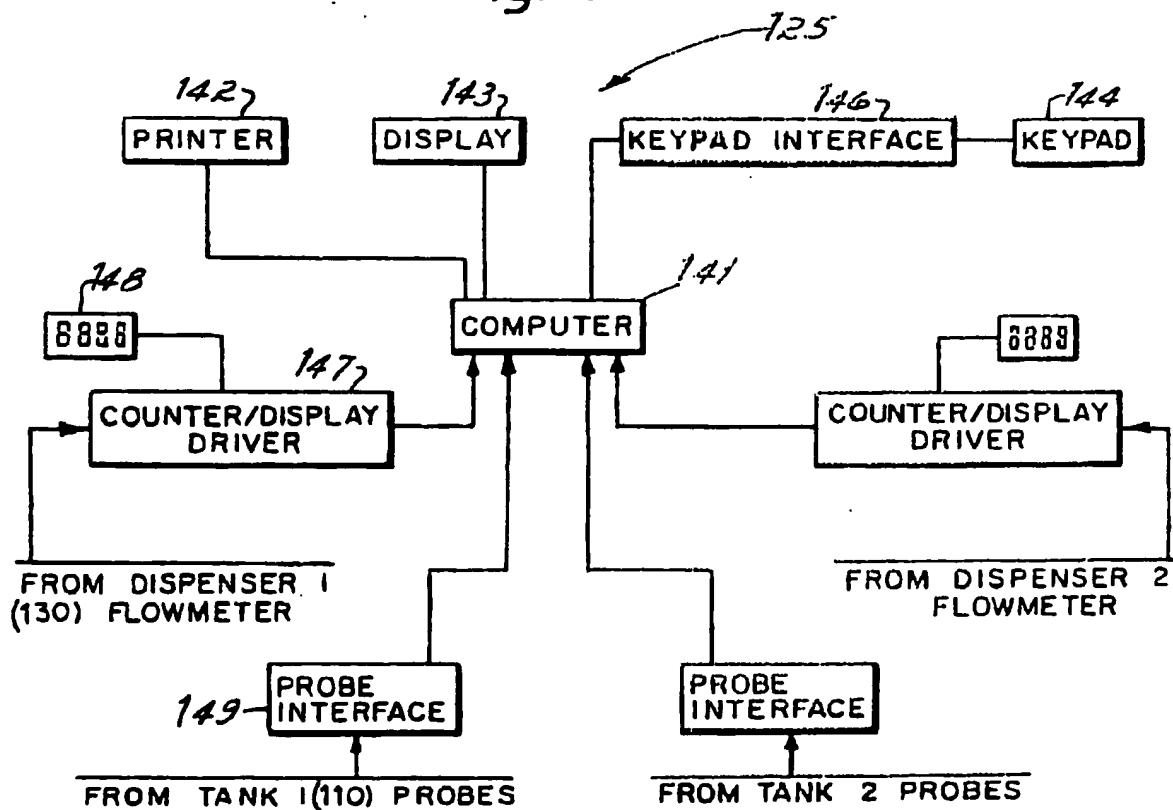 125
142
143
146
144
PRINTER
DISPLAY
KEYPAD INTERFACE
KEYPAD
148
141
COMPUTER
147
COUNTER/DISPLAY
DRIVER
COUNTER/DISPLAY
DRIVER
FROM DISPENSER 1
(130) FLOWMETER
FROM DISPENSER 2
FLOWMETER
149
PROBE
INTERFACE
PROBE
INTERFACE
FROM TANK 1(110) PROBES
FROM TANK 2 PROBES